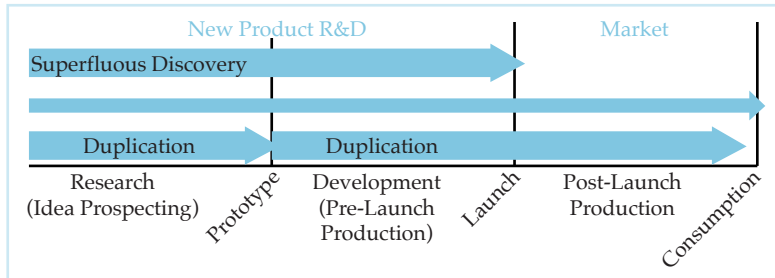 New Product R&D Market
Superfluous Discovery
Duplication Duplication
Research
(Idea Prospecting)
Prototype
Development
(Pre-Launch
Production)
Launch
Post-Launch
Production
Consumption